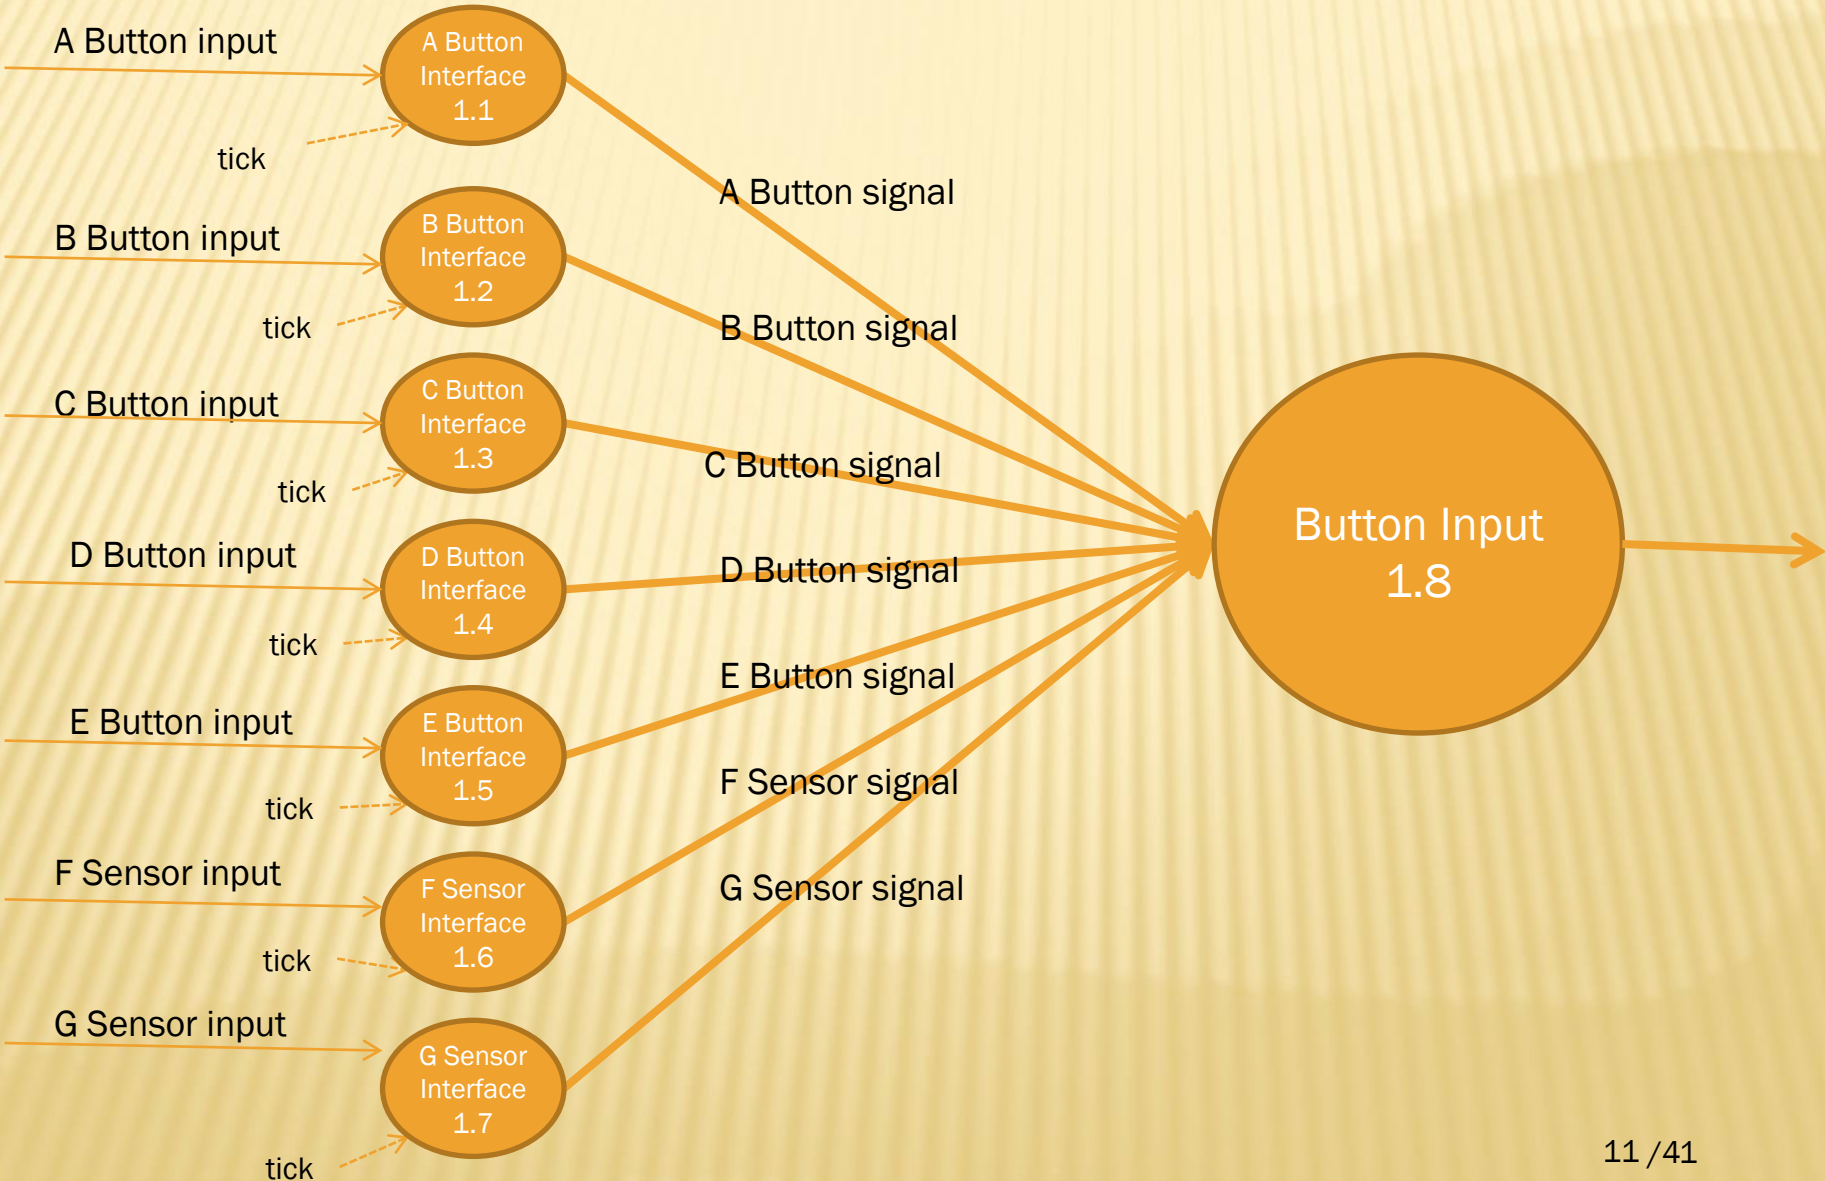 A Button input
A Button
Interface
1.1
tick
A Button signal
B Button input
B Button
Interface
1.2
tick
B Button signal
C Button input
C Button
Interface
1.3
tick
C Button signal
D Button input
D Button
Interface
1.4
tick
D Button signal
E Button input
E Button
Interface
1.5
tick
E Button signal
F Sensor input
F Sensor
Interface
1.6
tick
F Sensor signal
G Sensor input
G Sensor
Interface
1.7
tick
G Sensor signal
Button Input
1.8
11 /41